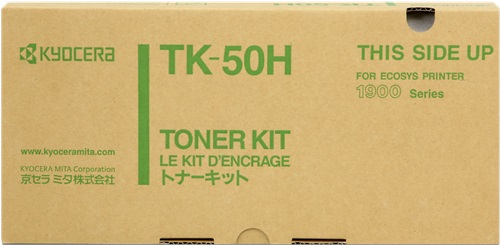 KYOCERA
TK-50H
THIS SIDE UP
FOR ECOSYS PRINTER
1900 Series
TONER KIT
LE KIT D'ENCRAGE
トナーキット
www.kyoceramita.com
KYOCERA MITA Corporation
京セラ ミタ株式会社